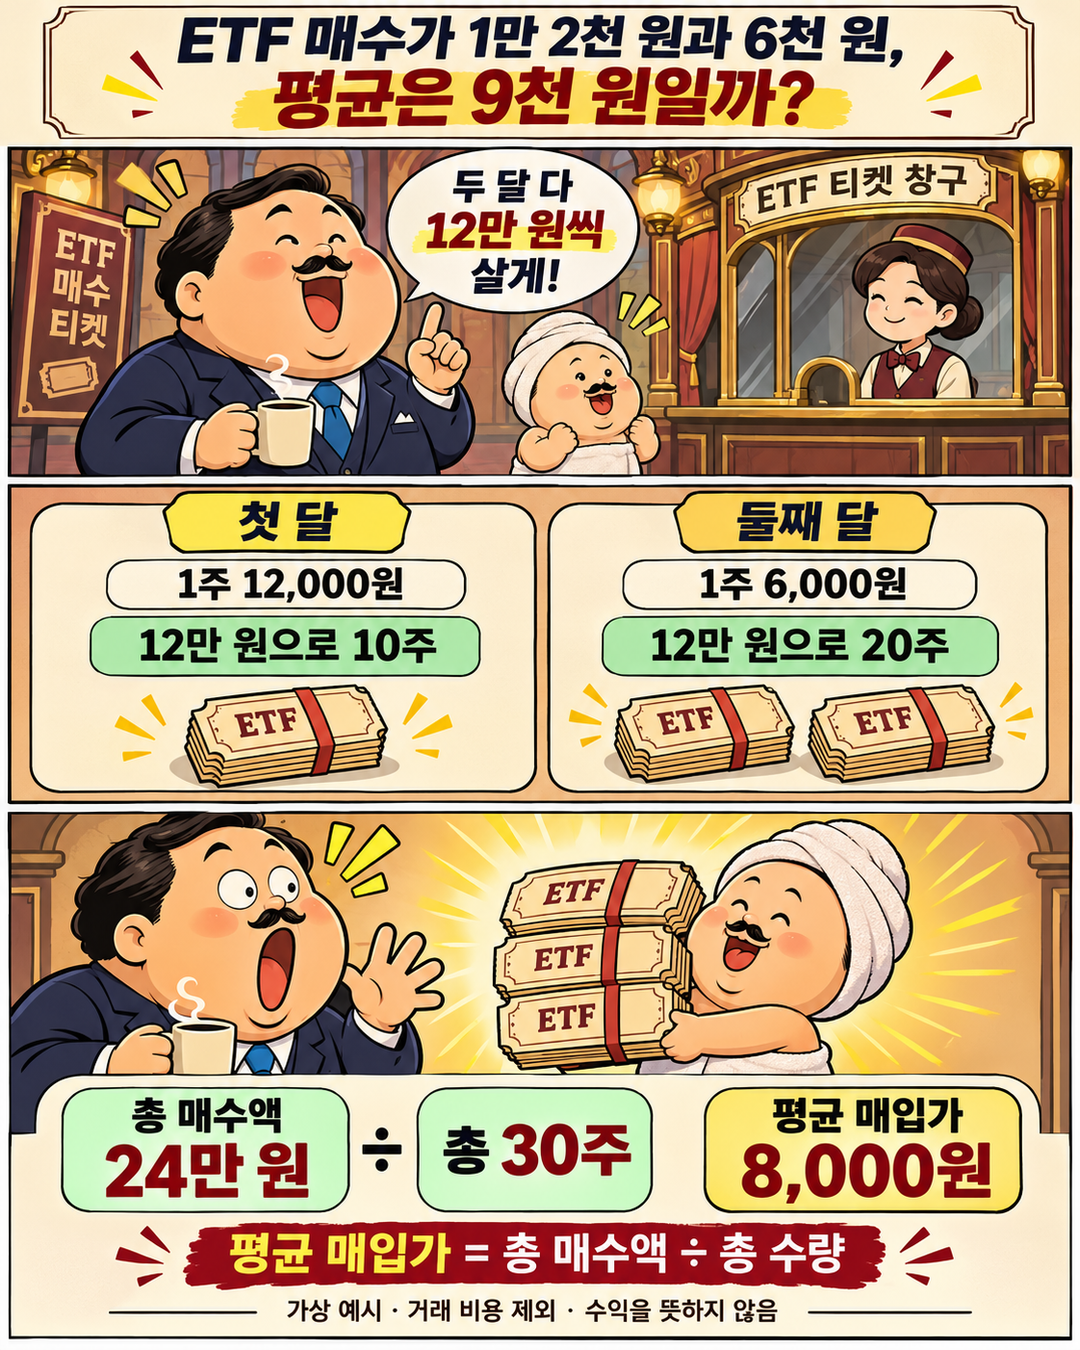 ETF 매수가 1만 2천 원과 6천 원,
평균은 9천 원일까?
ETF
매수
티켓
두 달 다
12만 원씩
살게!
ETF 티켓 창구
첫 달
1주 12,000원
12만 원으로 10주
ETF
둘째 달
1주 6,000원
12만 원으로 20주
ETF
ETF
ETF
ETF
ETF
총 매수액
24만 원
÷
총 30주
평균 매입가
8,000원
평균 매입가 = 총 매수액 ÷ 총 수량
가상 예시 · 거래 비용 제외 · 수익을 뜻하지 않음